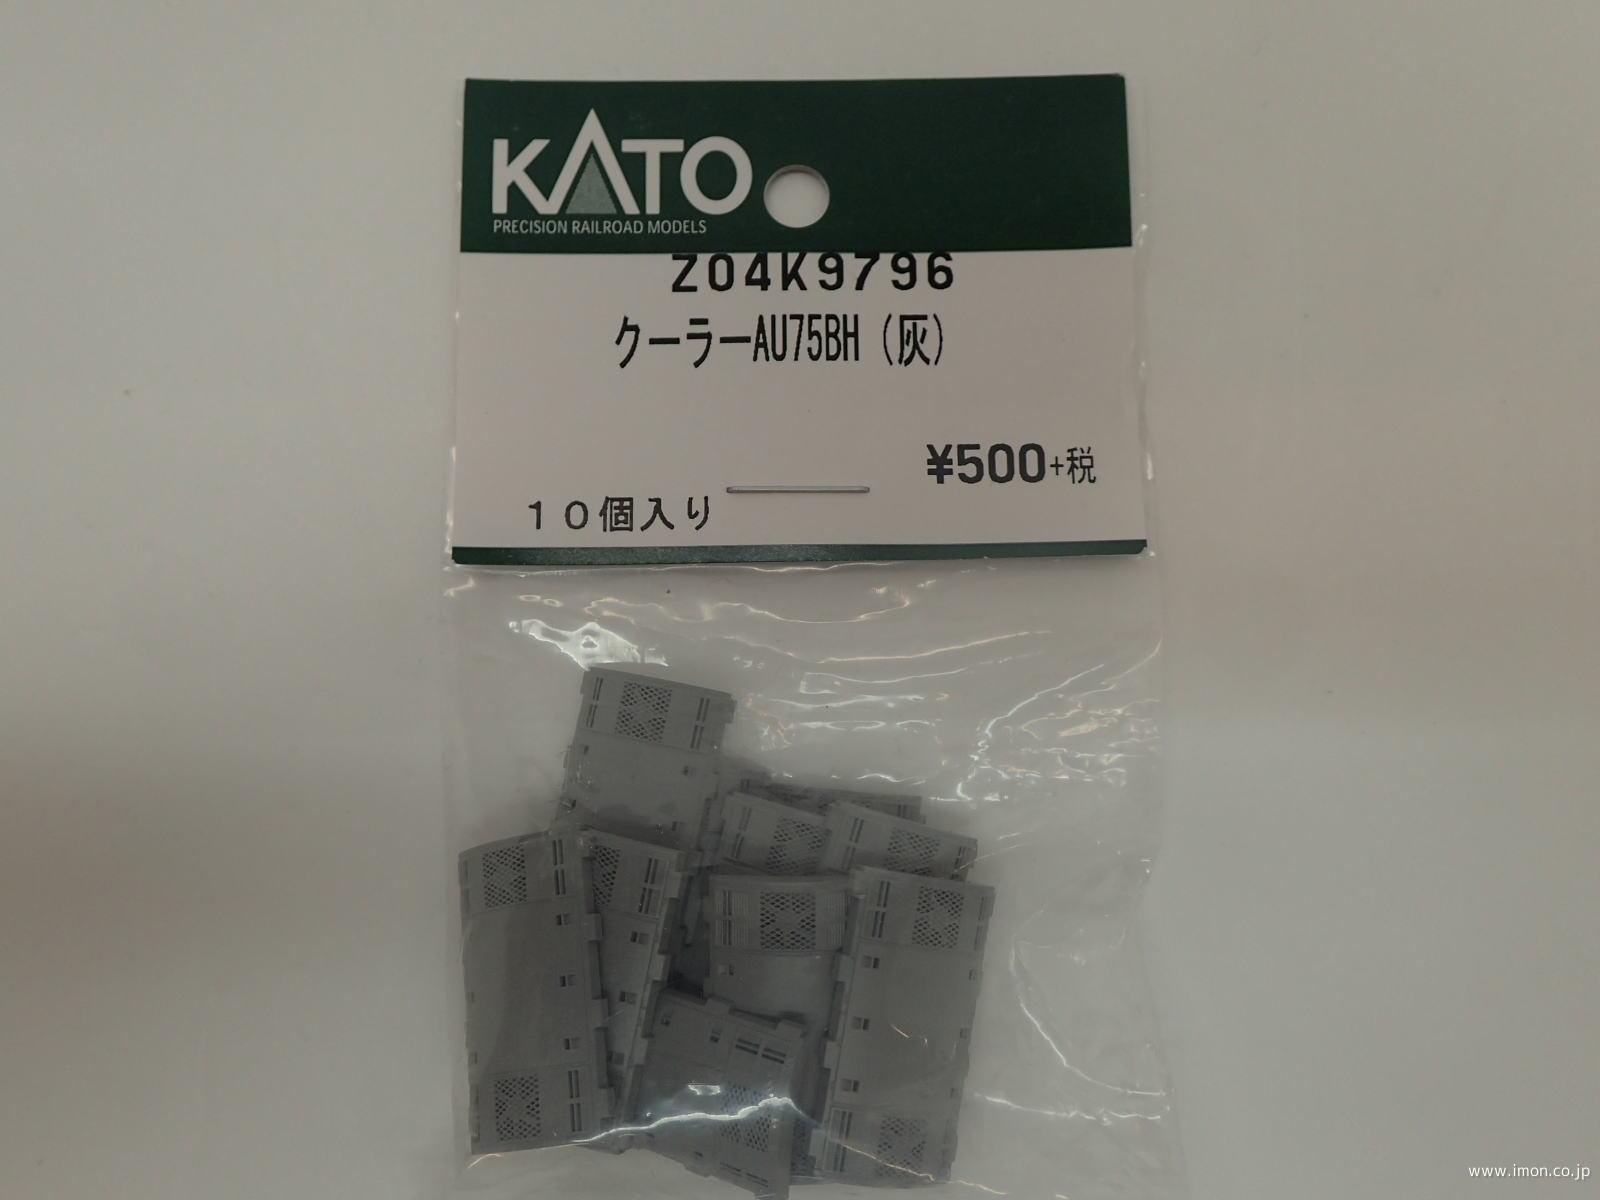 KATO
PRECISION RAILROAD MODELS
Z04K9796
クーラーAU75BH（灰）
¥500+税
１０個入り
www.imon.co.jp